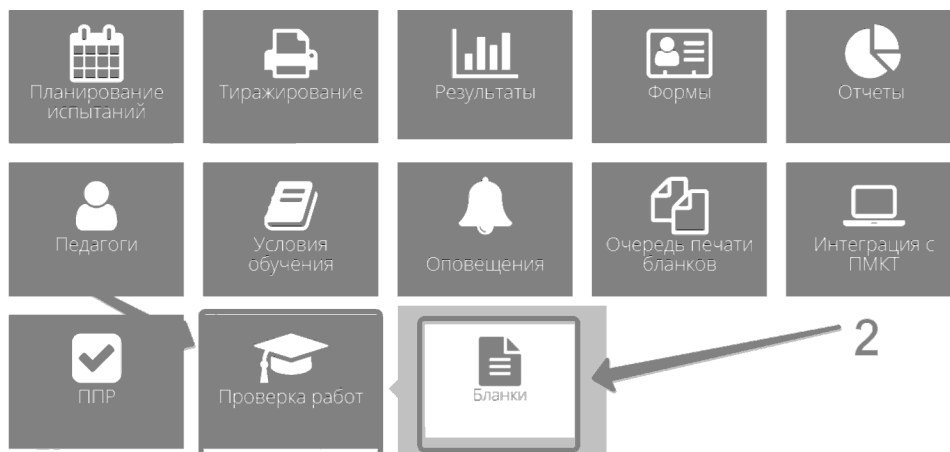 Планирование
испытаний
Тиражирование
Результаты
Формы
Отчеты
Педагоги
Условия
обучения
Оповещения
Очередь печати
бланков
Интеграция с
ПМКТ
ППР
Проверка работ
Бланки
2